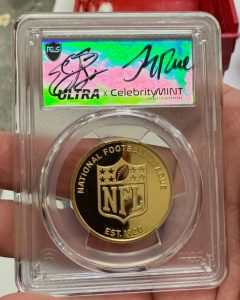 PCGS
ULTRA x CelebrityMINT
NATIONAL FOOTBALL LEAGUE
NFL
EST. 1920